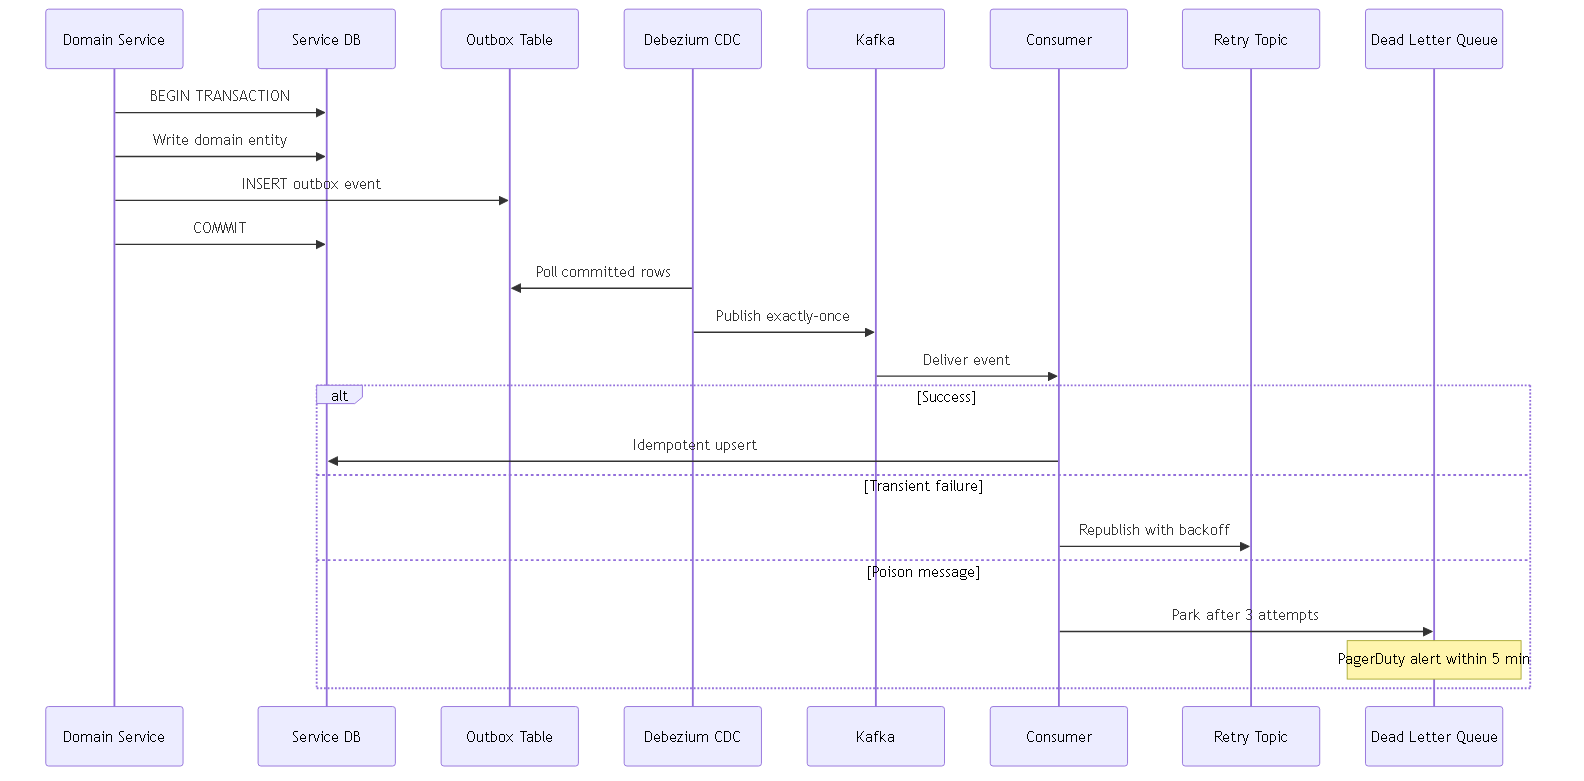 Domain Service
Service DB
Outbox Table
Debezium CDC
Kafka
Consumer
Retry Topic
Dead Letter Queue
BEGIN TRANSACTION
Write domain entity
INSERT outbox event
COMMIT
Poll committed rows
Publish exactly-once
Deliver event
alt
[Success]
Idempotent upsert
[Transient failure]
Republish with backoff
[Poison message]
Park after 3 attempts
PagerDuty alert within 5 min
Domain Service
Service DB
Outbox Table
Debezium CDC
Kafka
Consumer
Retry Topic
Dead Letter Queue